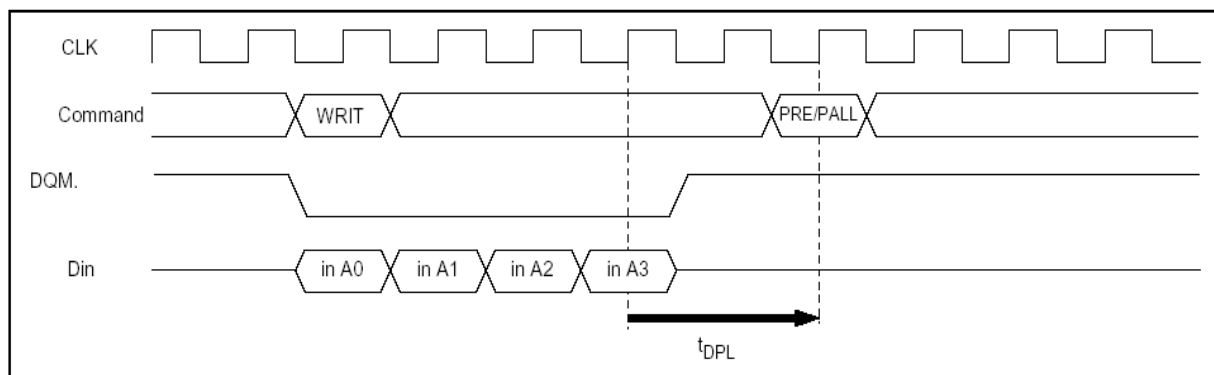 CLK
Command WRIT PRE/PALL
DQM.
Din in A0 in A1 in A2 in A3
tDPL